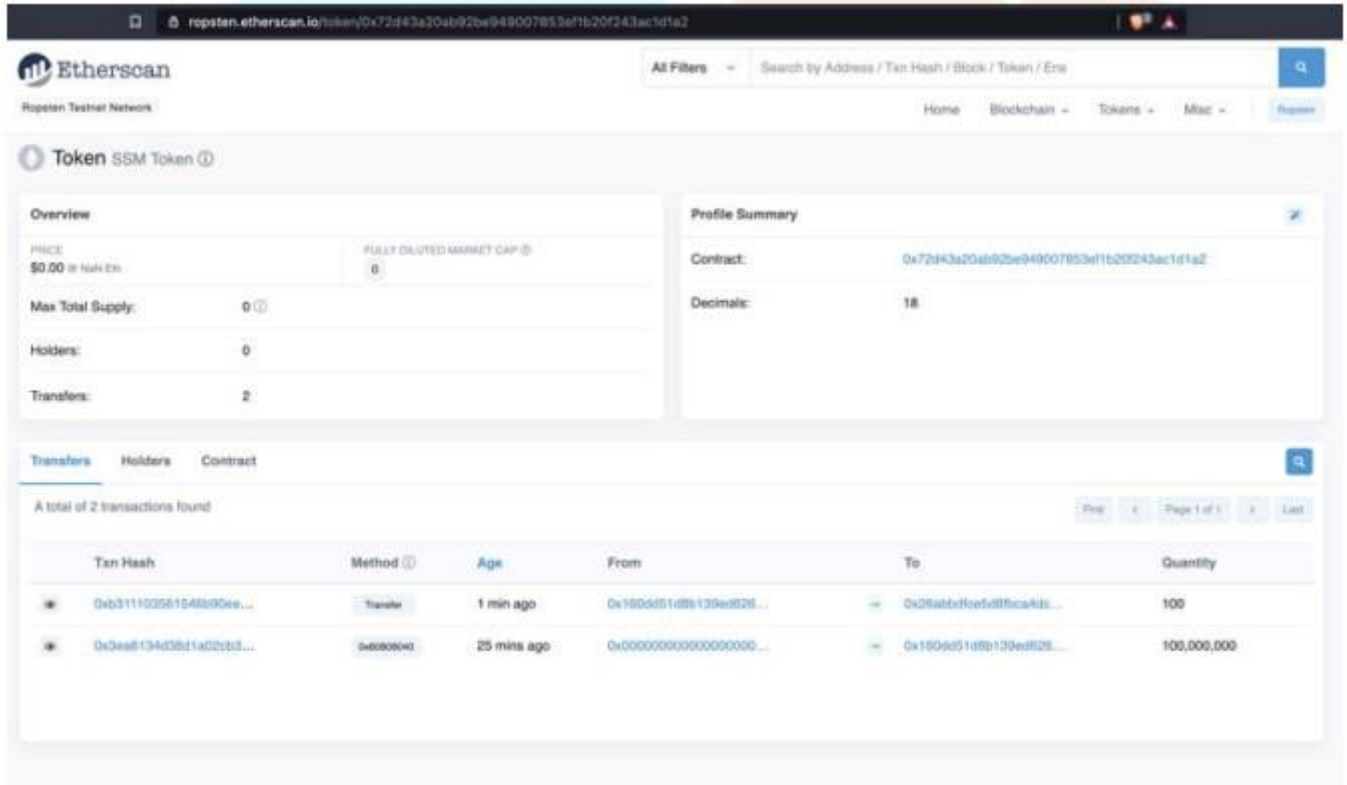 ropsten.etherscan.io/token/0x72d43a20ab92be949007853ef1b20f243ac1d1a2
Etherscan
All Filters
Search by Address / Txn Hash / Block / Token / Ens
Ropsten Testnet Network
Home Blockchain Tokens Misc Ropsten
Token SSM Token
Overview
PRICE FULLY DILUTED MARKET CAP
$0.00 @ NaN Eth 0
Max Total Supply: 0
Holders: 0
Transfers: 2
Profile Summary
Contract: 0x72d43a20ab92be949007853ef1b20f243ac1d1a2
Decimals: 18
Transfers Holders Contract
A total of 2 transactions found
First Page 1 of 1 Last
Txn Hash Method Age From To Quantity
Transfer 1 min ago 100
0x60806040 25 mins ago 0x000000000000000000... 100,000,000